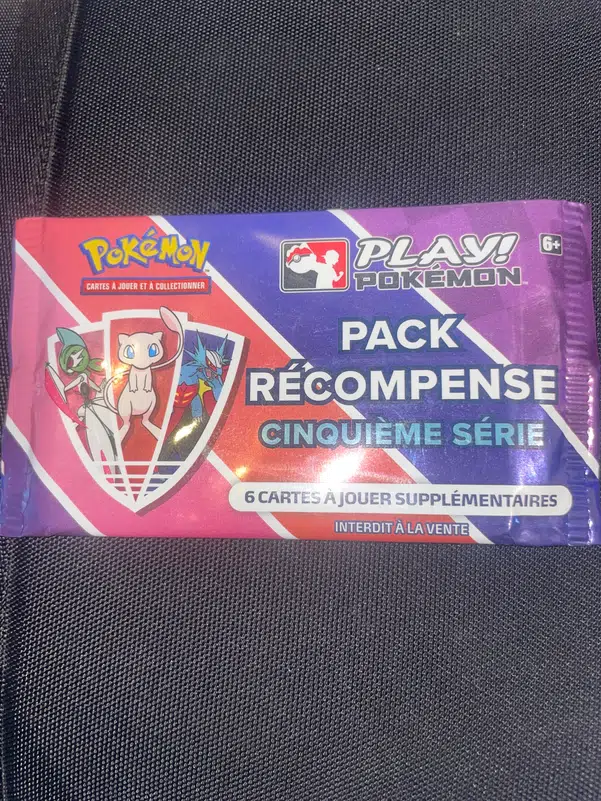 POKéMON
CARTES À JOUER ET À COLLECTIONNER
PLAY!
POKÉMON
6+
PACK
RÉCOMPENSE
CINQUIÈME SÉRIE
6 CARTES À JOUER SUPPLÉMENTAIRES
INTERDIT À LA VENTE